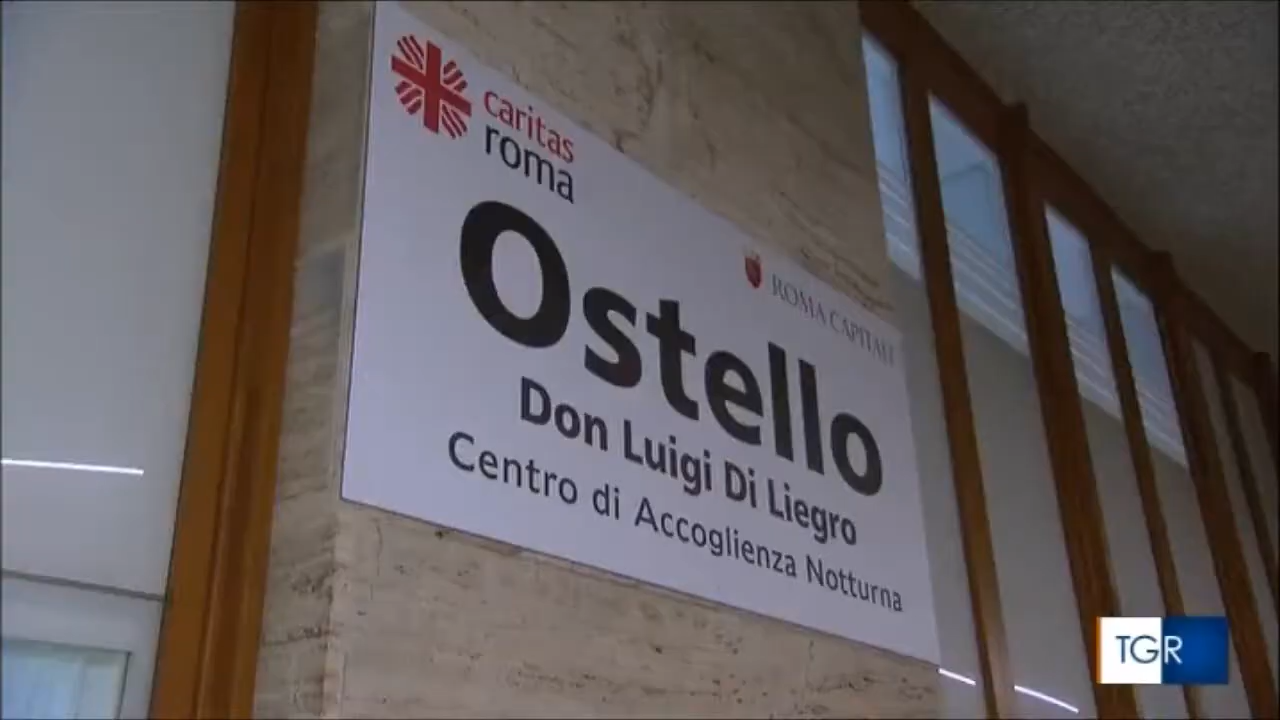 caritas
roma
ROMA CAPITALE
Ostello
Don Luigi Di Liegro
Centro di Accoglienza Notturna
TGR